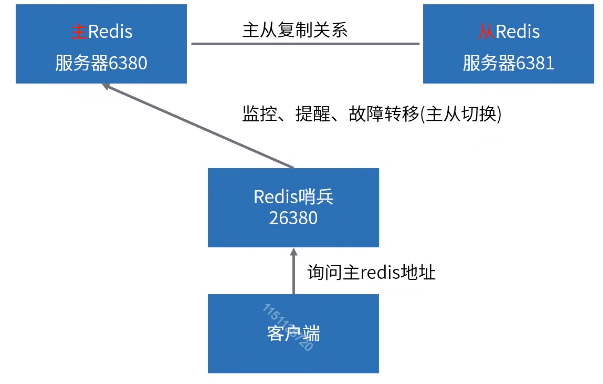 主Redis
服务器6380
主从复制关系
从Redis
服务器6381
监控、提醒、故障转移(主从切换)
Redis哨兵
26380
询问主redis地址
客户端